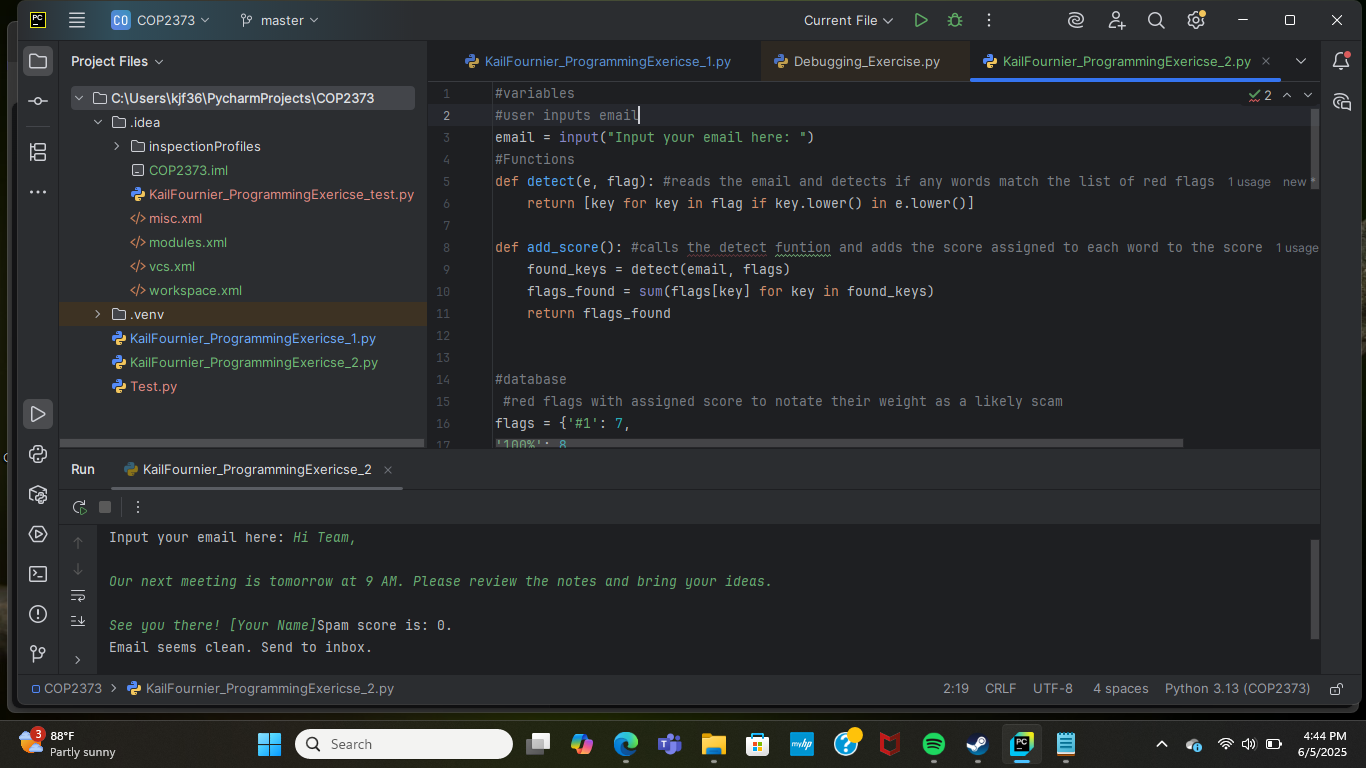 CO COP2373 master Current File
Project Files
KailFournier_ProgrammingExericse_1.py Debugging_Exercise.py KailFournier_ProgrammingExericse_2.py
C:\Users\kjf36\PycharmProjects\COP2373
.idea
inspectionProfiles
COP2373.iml
KailFournier_ProgrammingExericse_test.py
misc.xml
modules.xml
vcs.xml
workspace.xml
.venv
KailFournier_ProgrammingExericse_1.py
KailFournier_ProgrammingExericse_2.py
Test.py
2
1 #variables
2 #user inputs email
3 email = input("Input your email here: ")
4 #Functions
5 def detect(e, flag): #reads the email and detects if any words match the list of red flags 1 usage new *
6 return [key for key in flag if key.lower() in e.lower()]
7
8 def add_score(): #calls the detect funtion and adds the score assigned to each word to the score 1 usage
9 found_keys = detect(email, flags)
10 flags_found = sum(flags[key] for key in found_keys)
11 return flags_found
12
13
14 #database
15 #red flags with assigned score to notate their weight as a likely scam
16 flags = {'#1': 7,
17 '100%': 8
Run KailFournier_ProgrammingExericse_2
Input your email here: Hi Team,
Our next meeting is tomorrow at 9 AM. Please review the notes and bring your ideas.
See you there! [Your Name]Spam score is: 0.
Email seems clean. Send to inbox.
COP2373 KailFournier_ProgrammingExericse_2.py 2:19 CRLF UTF-8 4 spaces Python 3.13 (COP2373)
3 88°F
Partly sunny
Search
myhp
4:44 PM
6/5/2025